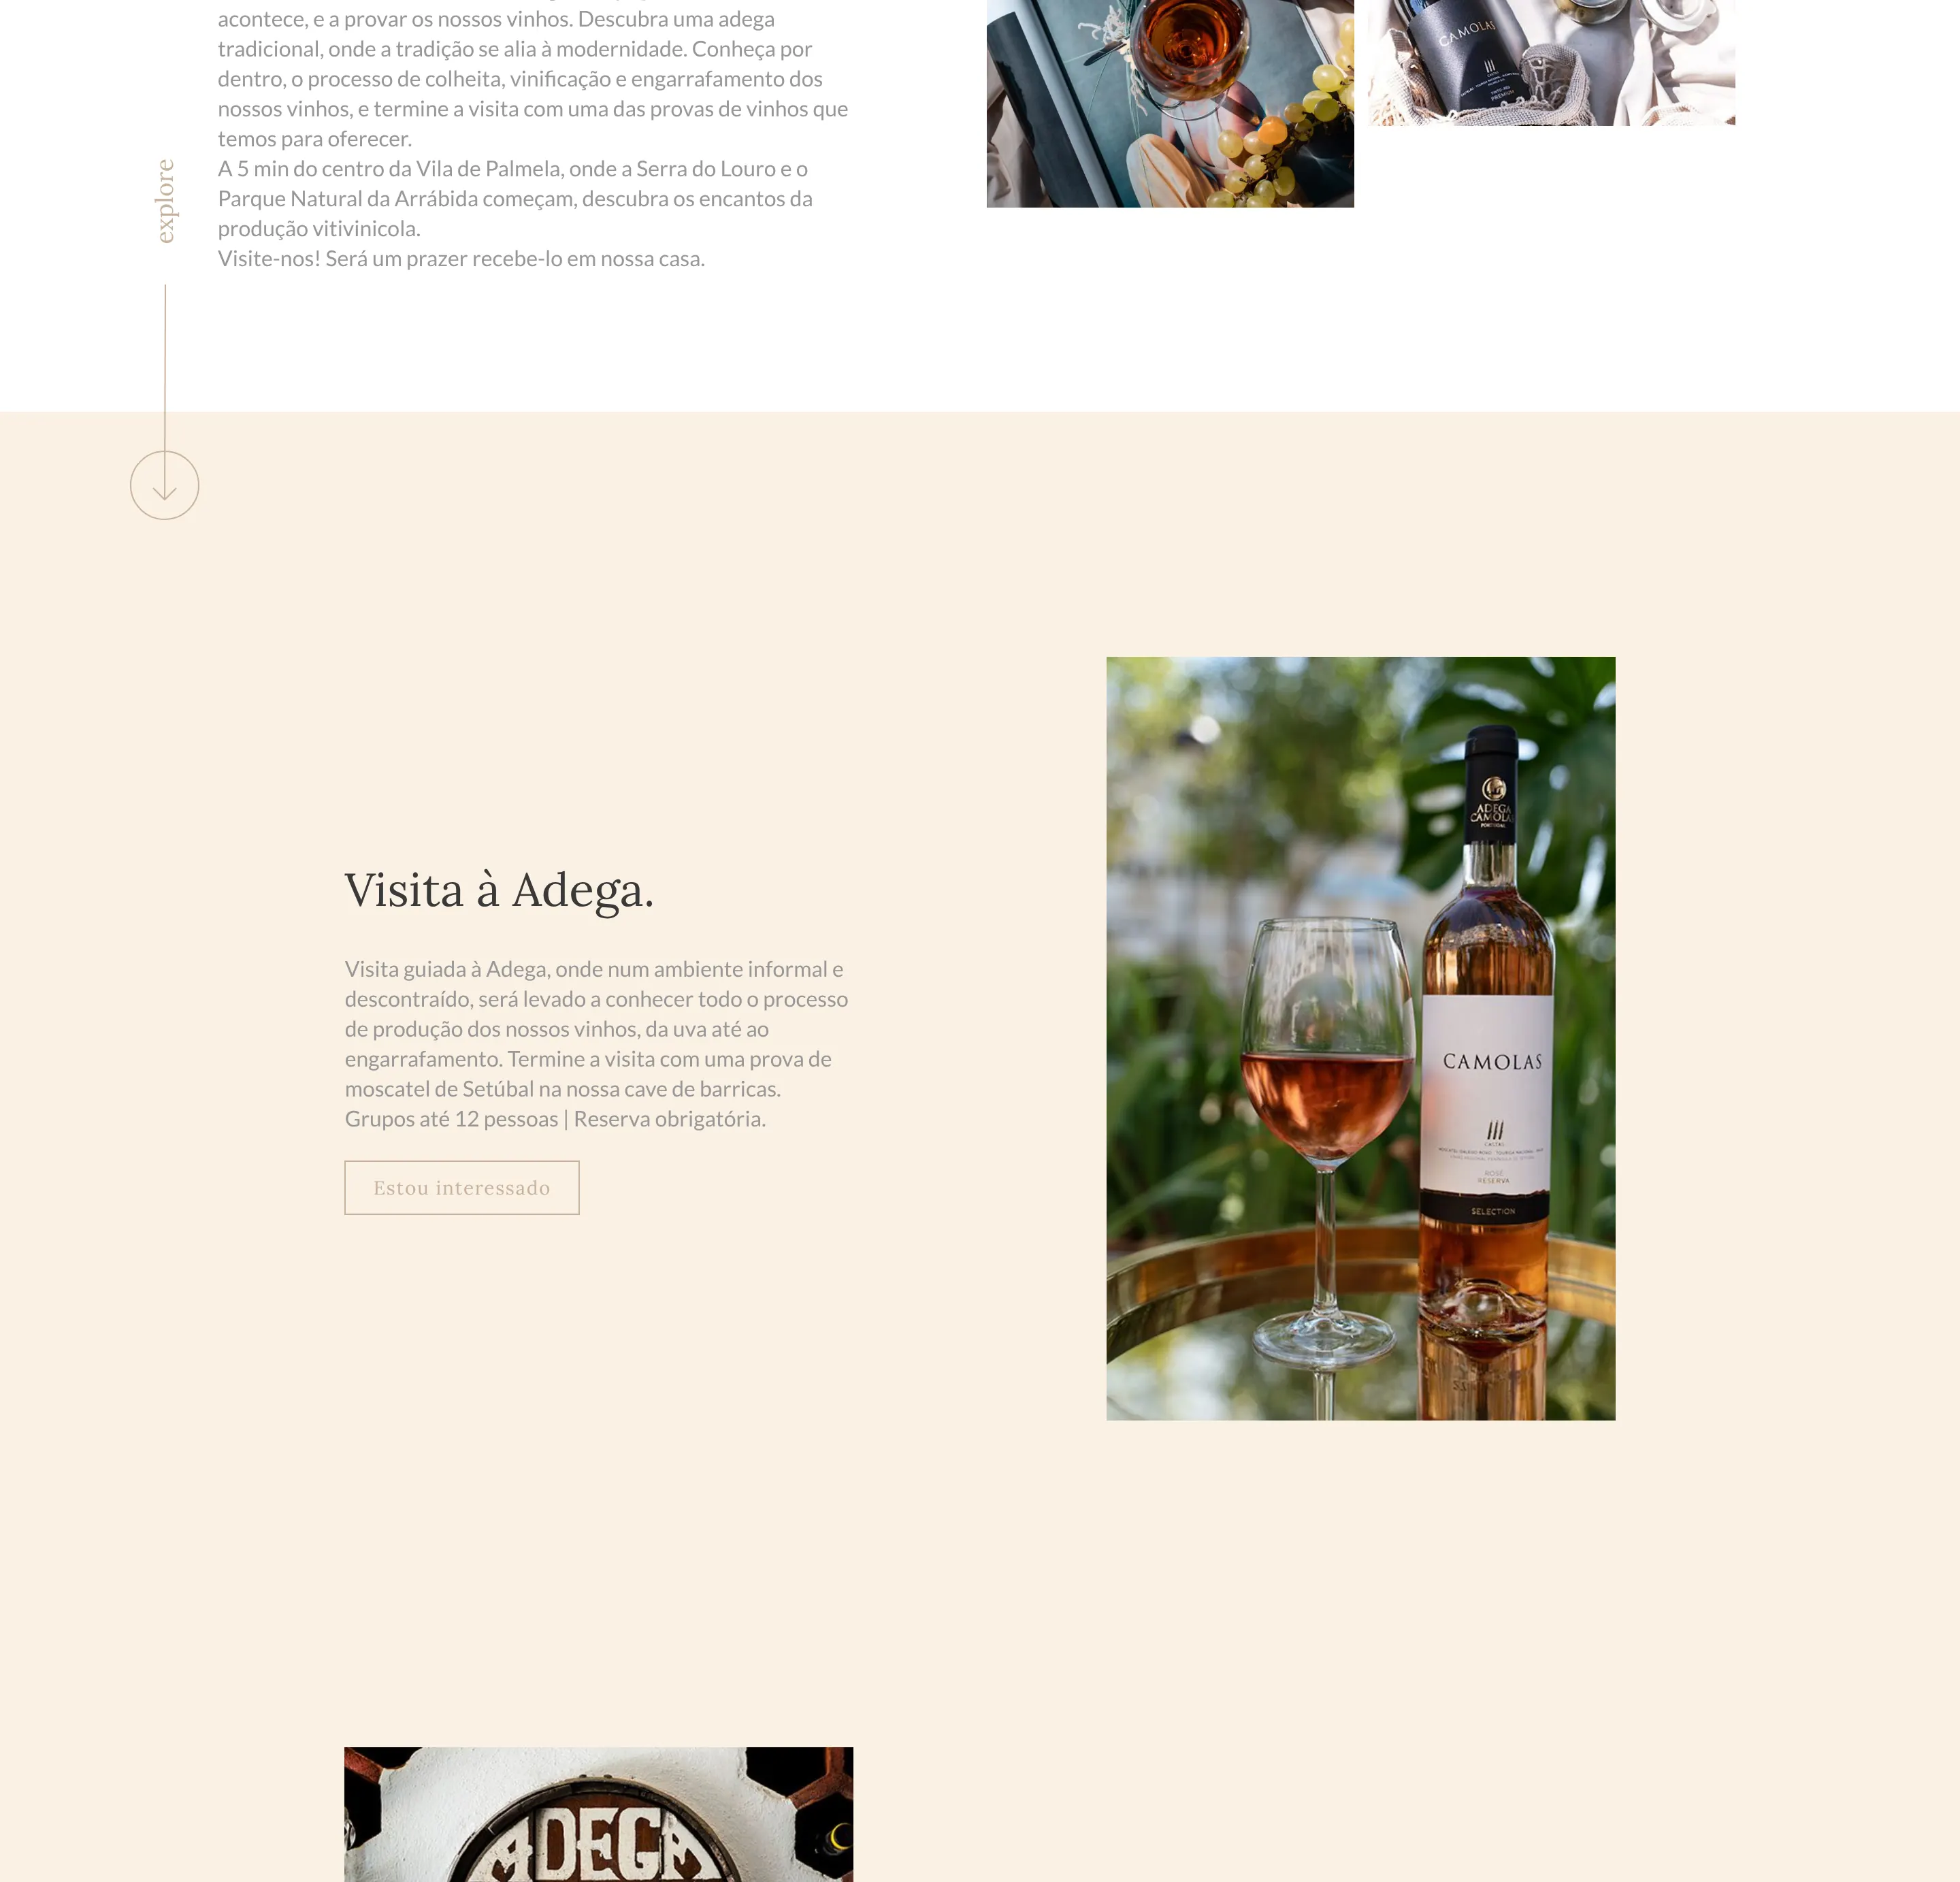 acontece, e a provar os nossos vinhos. Descubra uma adega
tradicional, onde a tradição se alia à modernidade. Conheça por
dentro, o processo de colheita, vinificação e engarrafamento dos
nossos vinhos, e termine a visita com uma das provas de vinhos que
temos para oferecer.
A 5 min do centro da Vila de Palmela, onde a Serra do Louro e o
Parque Natural da Arrábida começam, descubra os encantos da
produção vitivinicola.
Visite-nos! Será um prazer recebe-lo em nossa casa.
explore
CAMOLAS
PREMIUM
Visita à Adega.
Visita guiada à Adega, onde num ambiente informal e
descontraído, será levado a conhecer todo o processo
de produção dos nossos vinhos, da uva até ao
engarrafamento. Termine a visita com uma prova de
moscatel de Setúbal na nossa cave de barricas.
Grupos até 12 pessoas | Reserva obrigatória.
Estou interessado
ADEGA
CAMOLAS
PORTUGAL
CAMOLAS
CASTAS
ROSÉ
RESERVA
SELECTION
ADEGA